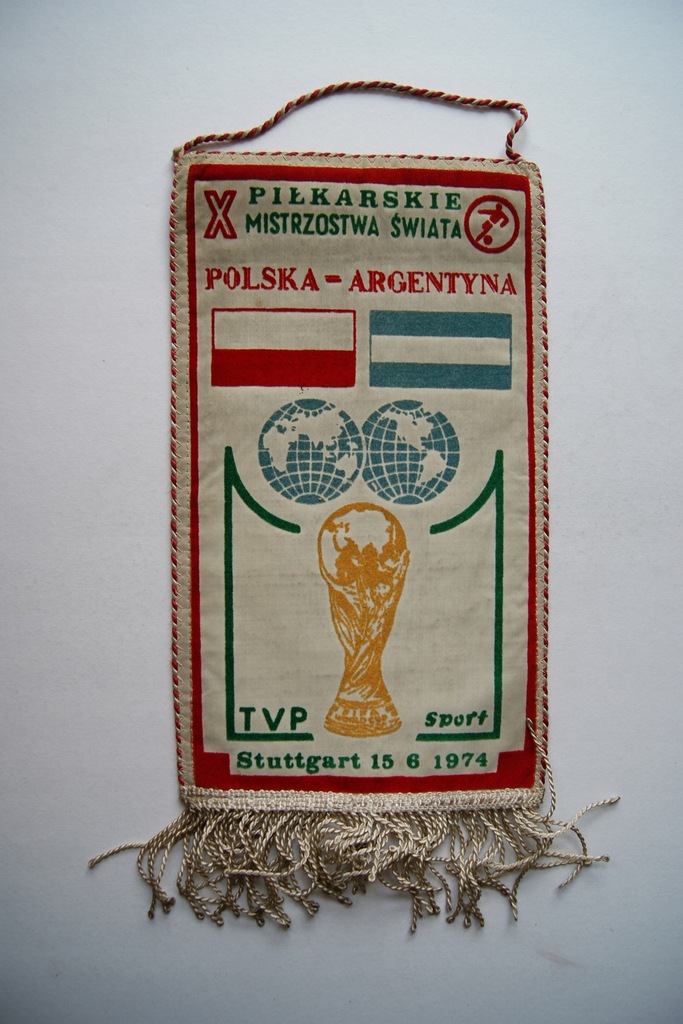 X PIŁKARSKIE
MISTRZOSTWA ŚWIATA
POLSKA - ARGENTYNA
TVP Sport
Stuttgart 15 6 1974